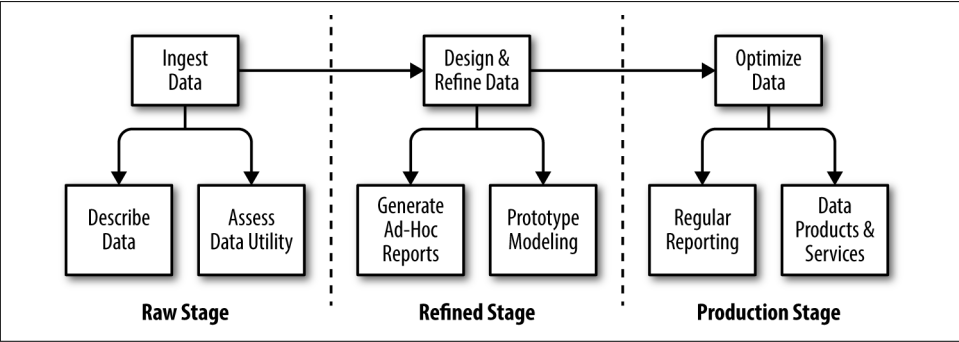 Ingest
Data
Design &
Refine Data
Optimize
Data
Describe
Data
Assess
Data Utility
Generate
Ad-Hoc
Reports
Prototype
Modeling
Regular
Reporting
Data
Products &
Services
Raw Stage
Refined Stage
Production Stage